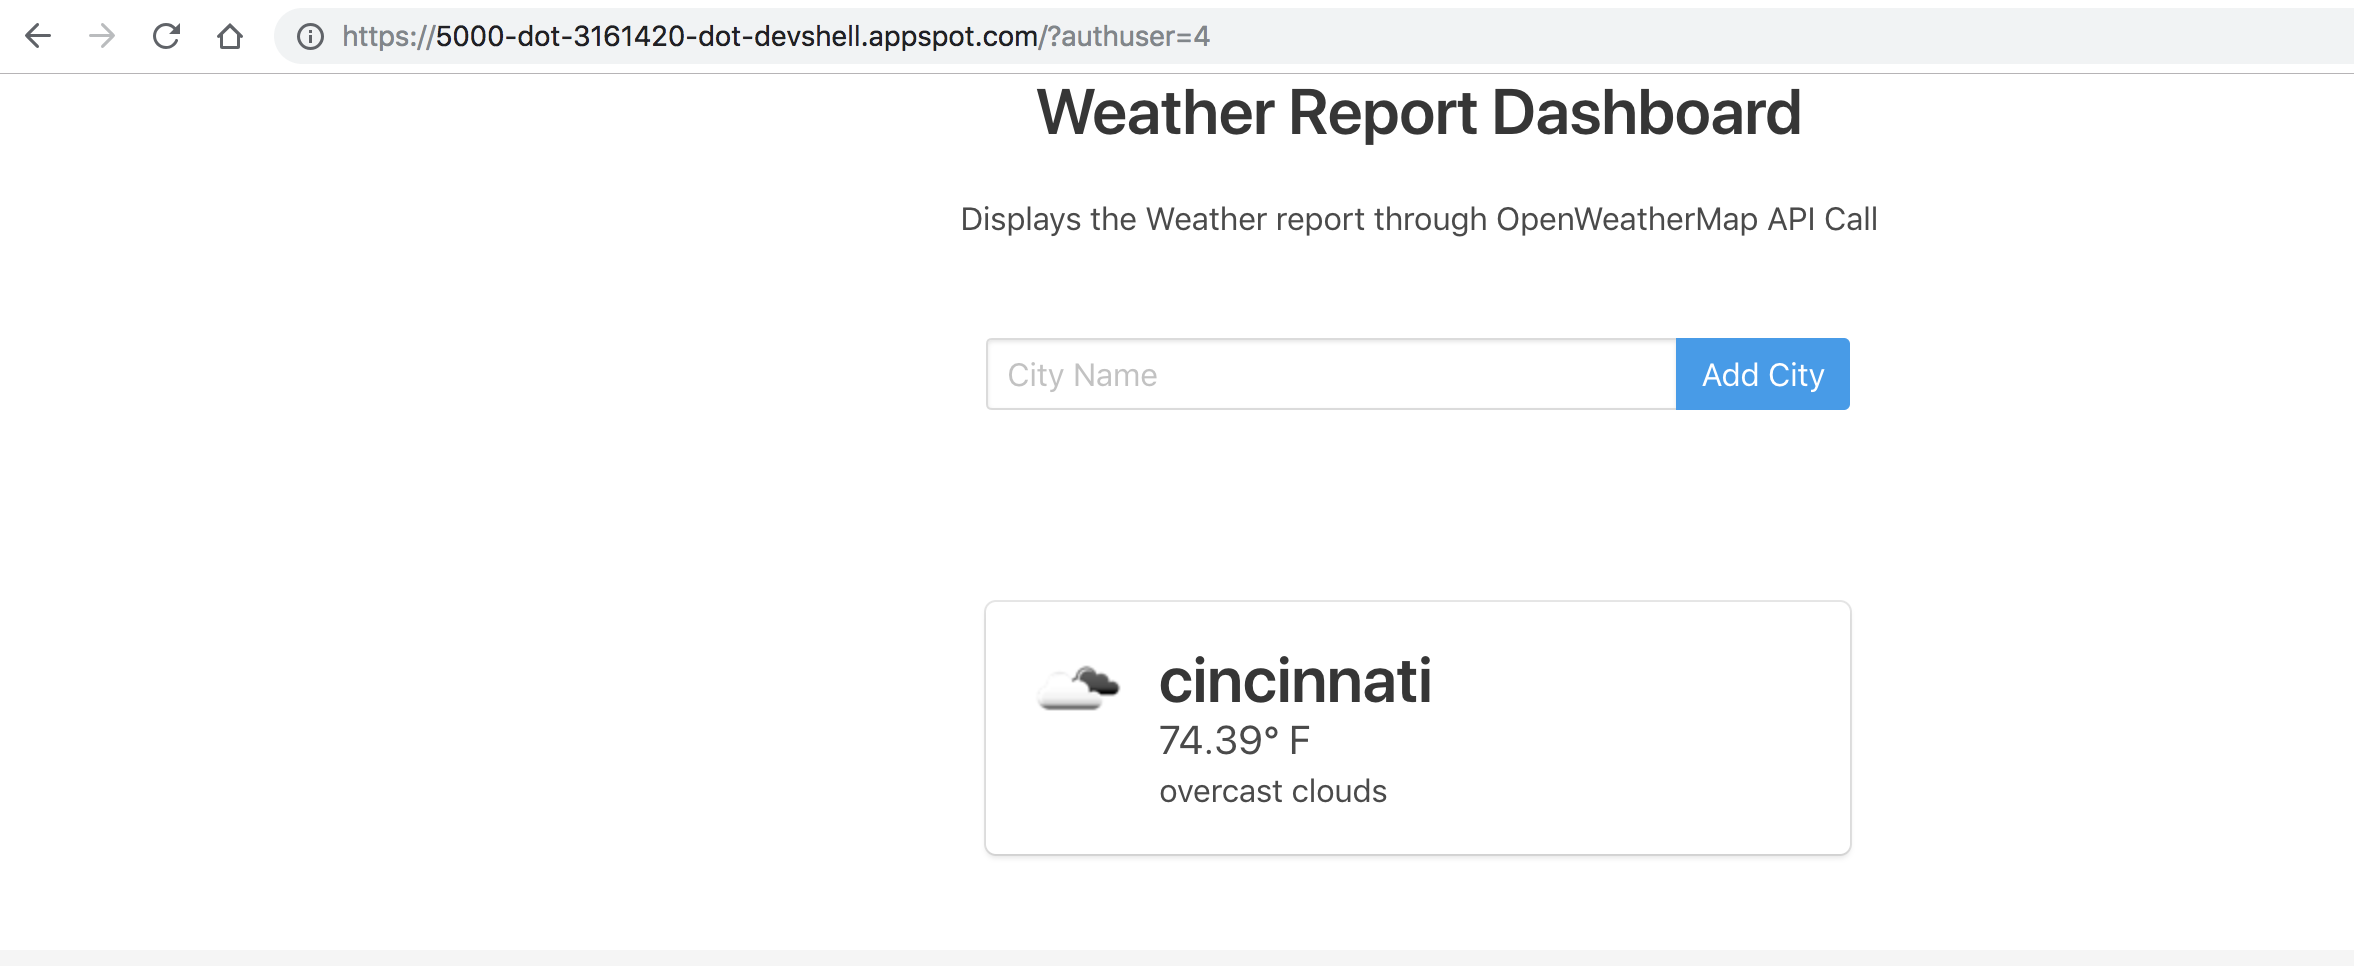 https://5000-dot-3161420-dot-devshell.appspot.com/?authuser=4
Weather Report Dashboard
Displays the Weather report through OpenWeatherMap API Call
City Name
Add City
cincinnati
74.39° F
overcast clouds